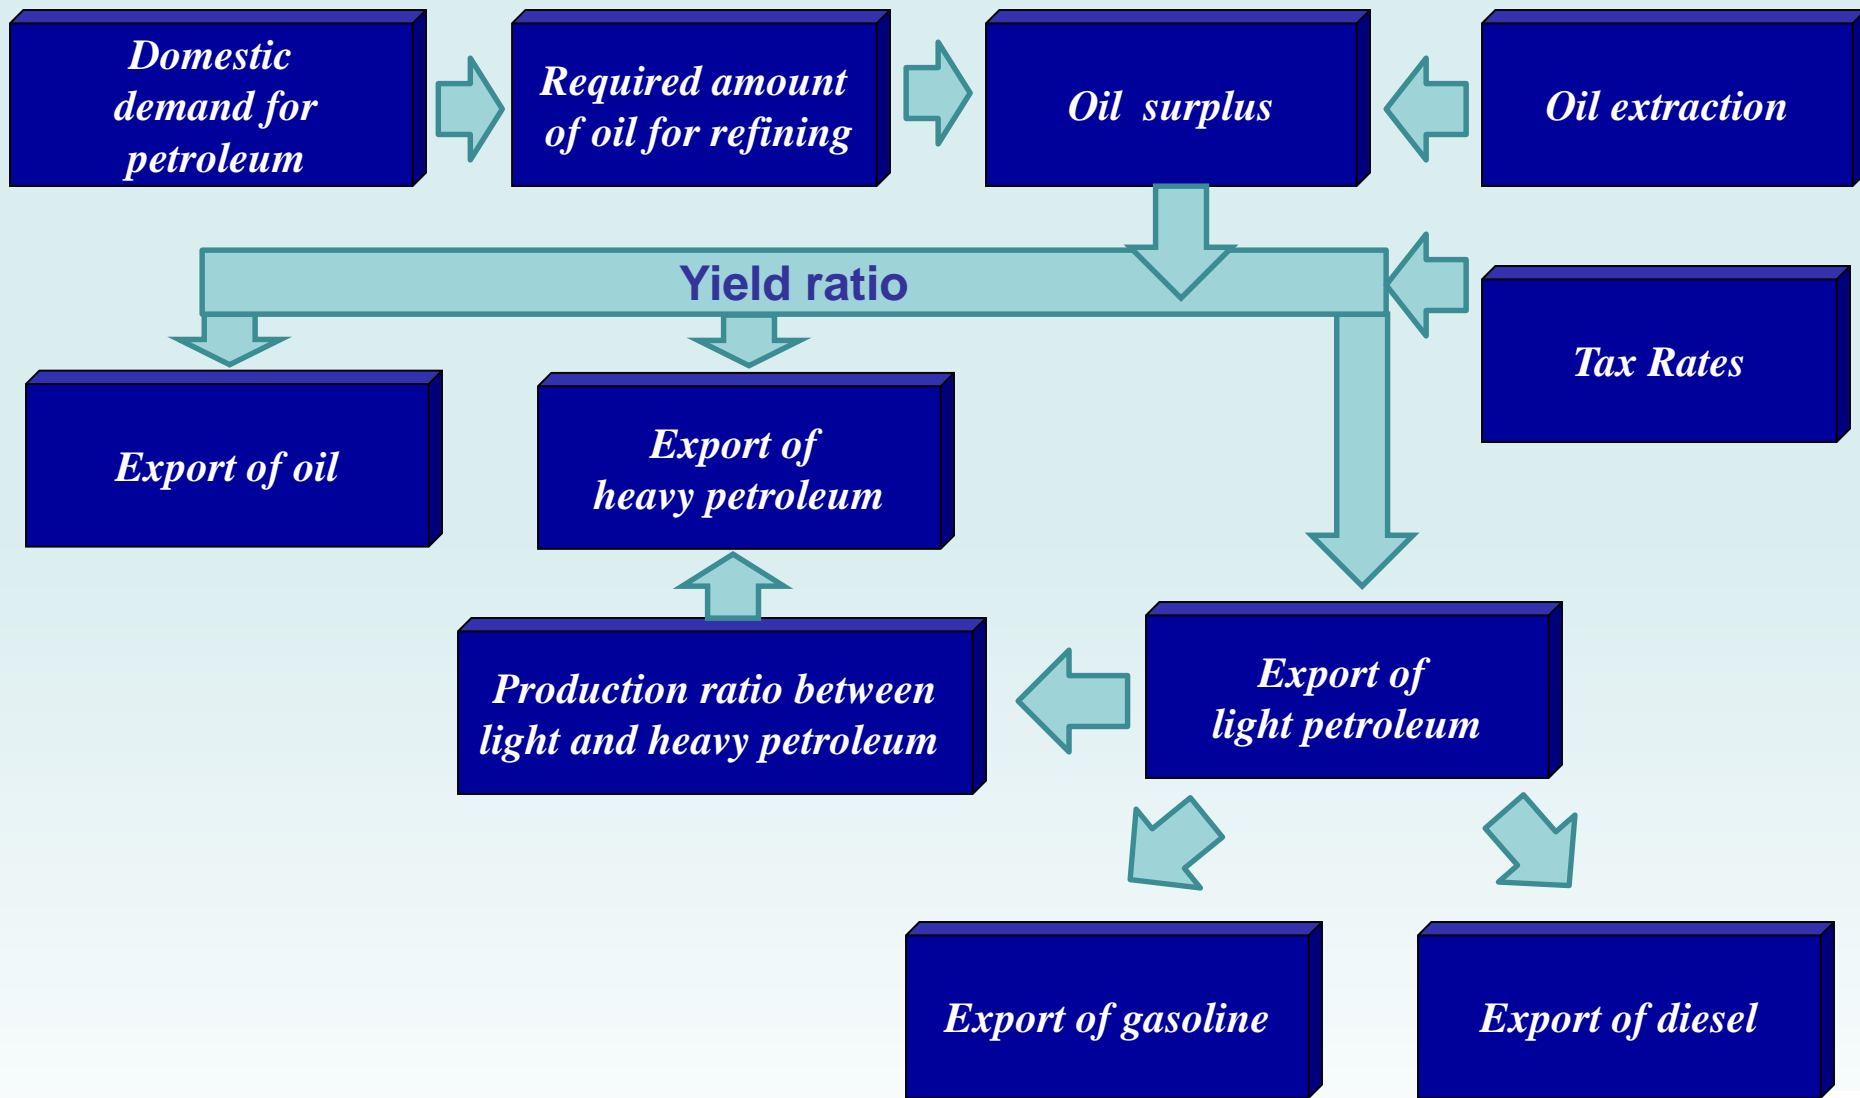 Domestic
demand for
petroleum
Required amount
of oil for refining
Oil surplus
Oil extraction
Yield ratio
Tax Rates
Export of oil
Export of
heavy petroleum
Production ratio between
light and heavy petroleum
Export of
light petroleum
Export of gasoline
Export of diesel